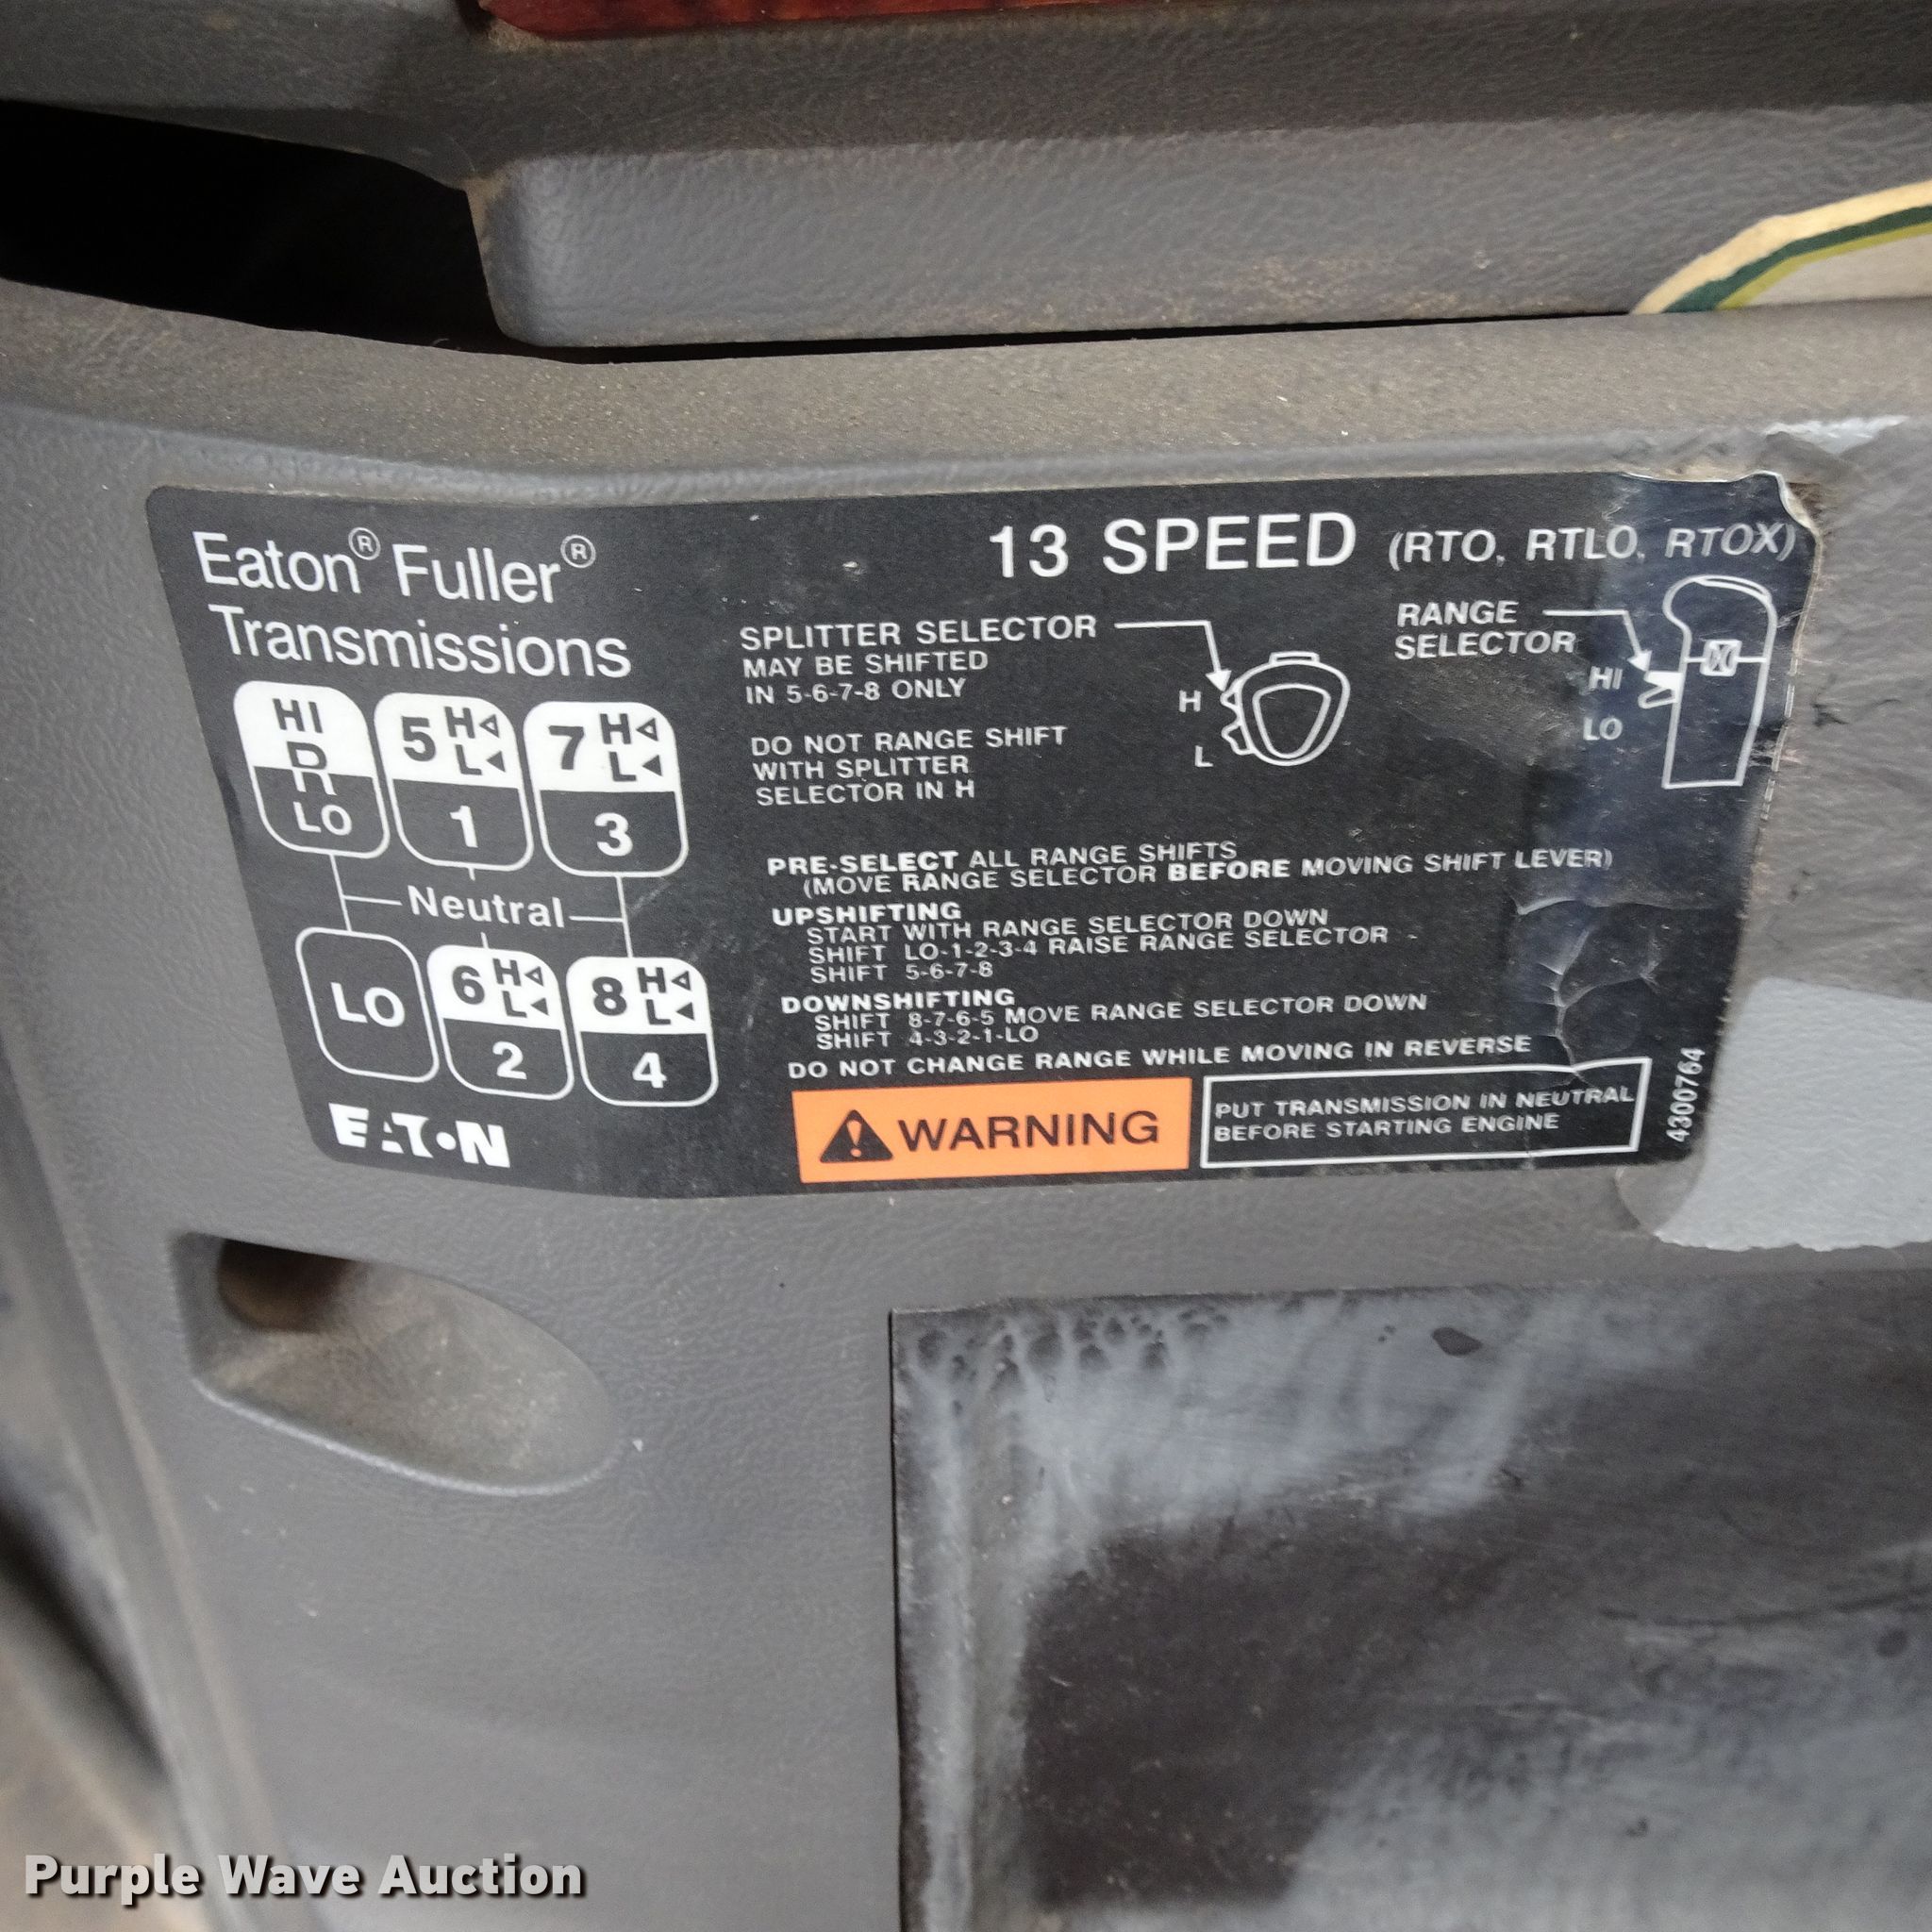 Eaton® Fuller®
Transmissions
13 SPEED (RTO, RTLO, RTOX)
SPLITTER SELECTOR
MAY BE SHIFTED
IN 5-6-7-8 ONLY
DO NOT RANGE SHIFT
WITH SPLITTER
SELECTOR IN H
H
L
RANGE
SELECTOR
HI
LO
HI
R
LO
5 H L
1
7 H L
3
Neutral
LO
6 H L
2
8 H L
4
PRE-SELECT ALL RANGE SHIFTS
(MOVE RANGE SELECTOR BEFORE MOVING SHIFT LEVER)
UPSHIFTING
START WITH RANGE SELECTOR DOWN
SHIFT LO-1-2-3-4 RAISE RANGE SELECTOR
SHIFT 5-6-7-8
DOWNSHIFTING
SHIFT 8-7-6-5 MOVE RANGE SELECTOR DOWN
SHIFT 4-3-2-1-LO
DO NOT CHANGE RANGE WHILE MOVING IN REVERSE
EATON
WARNING
PUT TRANSMISSION IN NEUTRAL
BEFORE STARTING ENGINE
4300764
Purple Wave Auction